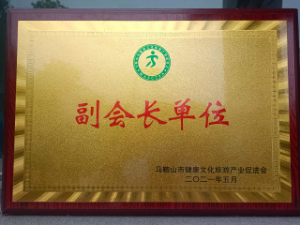 副会长单位
马鞍山市健康文化旅游产业促进会
二〇二一年五月